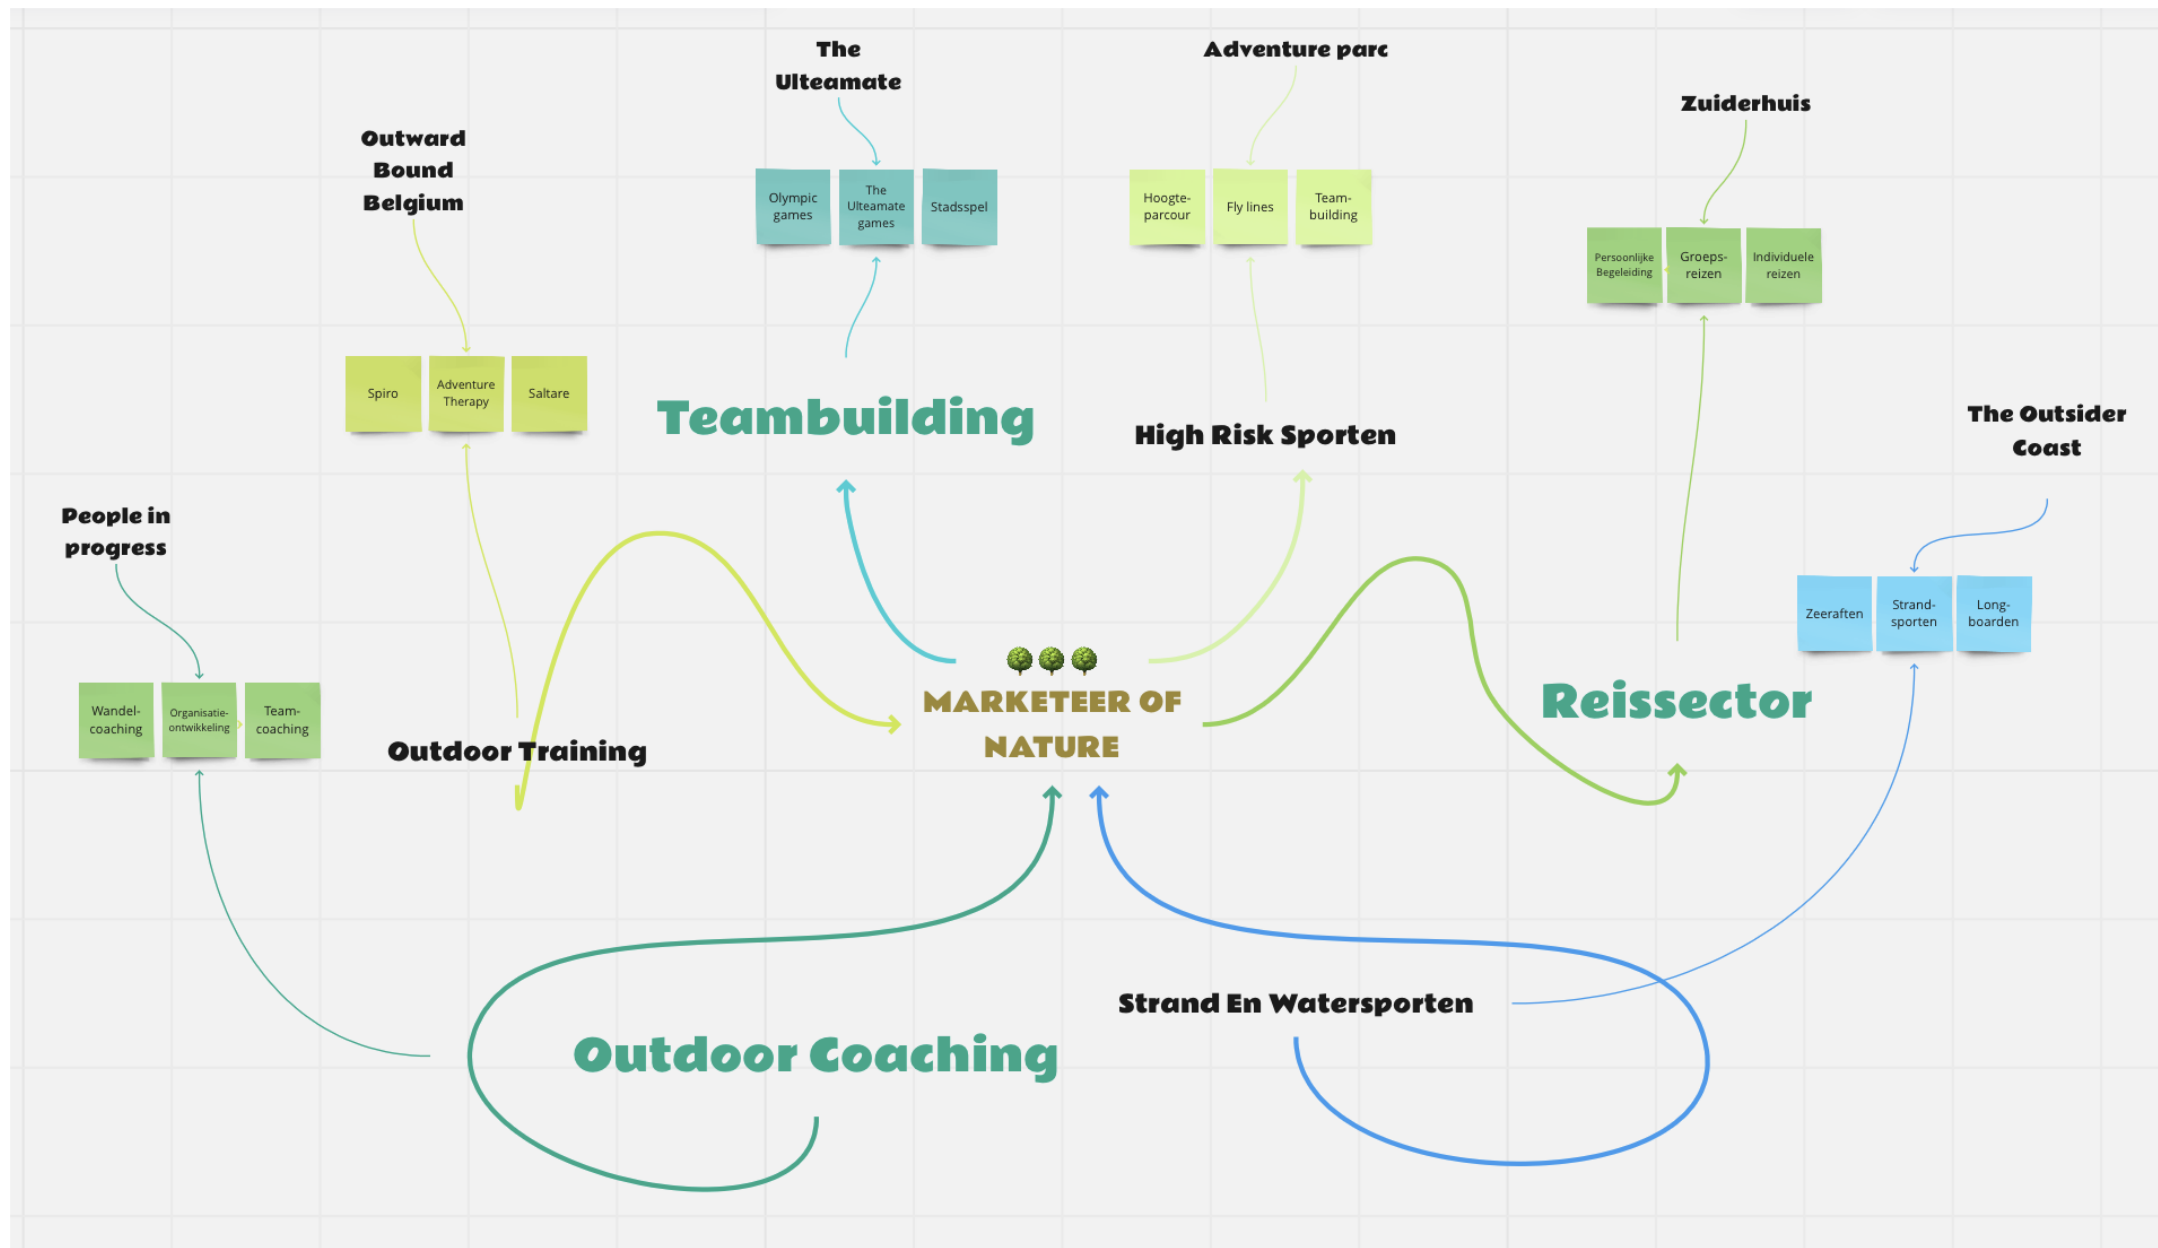 The
Ulteamate
Adventure parc
Zuiderhuis
Outward
Bound
Belgium
Olympic
games
The
Ulteamate
games
Stadsspel
Hoogte-
parcour
Fly lines
Team-
building
Persoonlijke
Begeleiding
Groeps-
reizen
Individuele
reizen
Spiro
Adventure
Therapy
Saltare
Teambuilding
High Risk Sporten
The Outsider
Coast
People in
progress
Zeeraften
Strand-
sporten
Long-
boarden
Wandel-
coaching
Organisatie-
ontwikkeling
Team-
coaching
Outdoor Training
MARKETEER OF
NATURE
Reissector
Strand En Watersporten
Outdoor Coaching